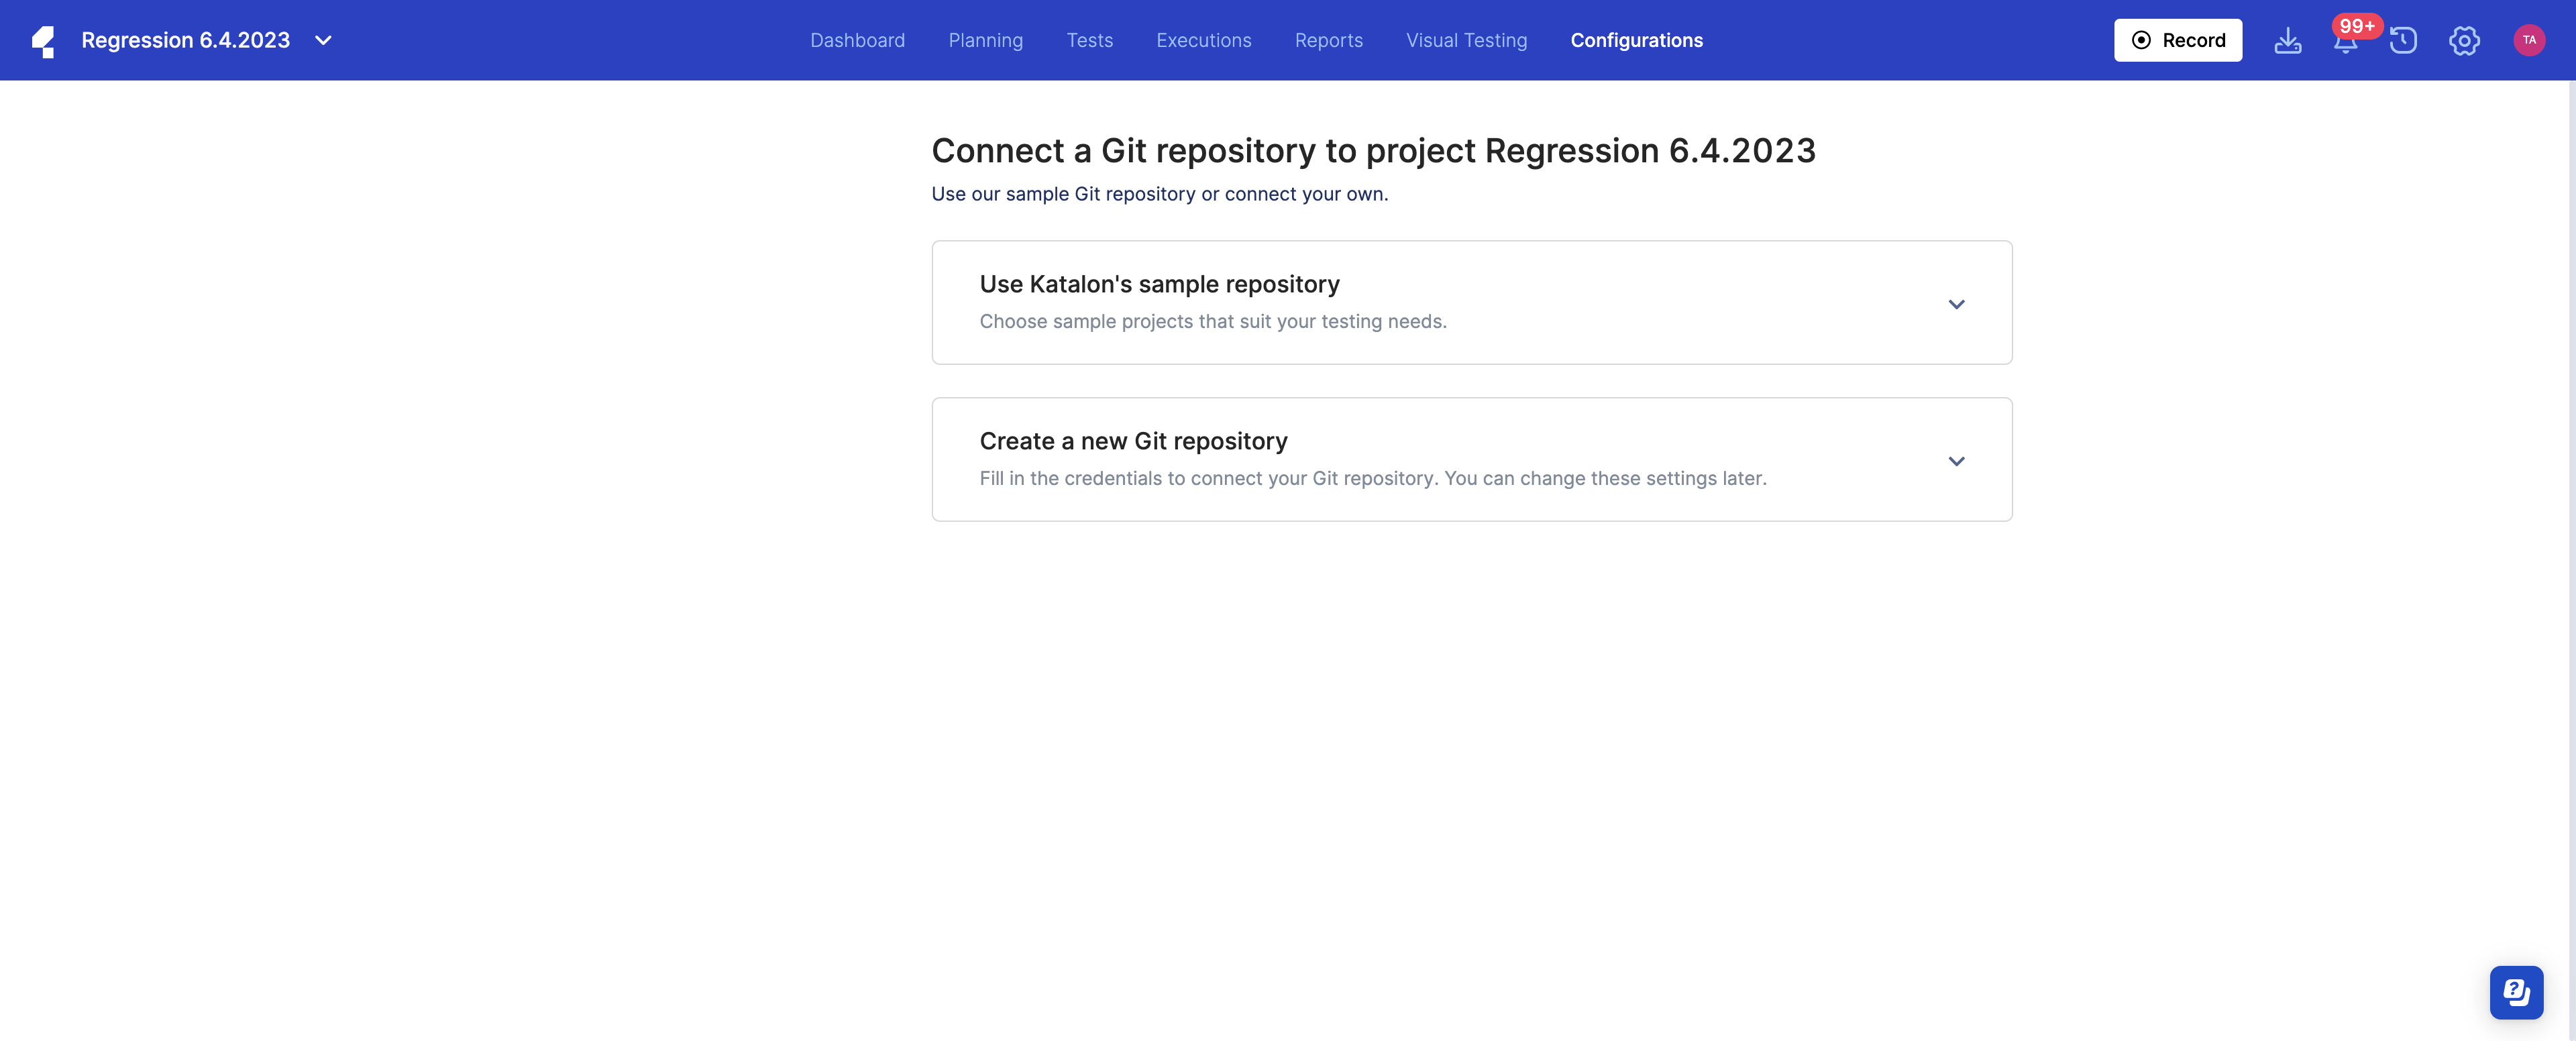 Regression 6.4.2023
Dashboard
Planning
Tests
Executions
Reports
Visual Testing
Configurations
Record
99+
TA
Connect a Git repository to project Regression 6.4.2023
Use our sample Git repository or connect your own.
Use Katalon's sample repository
Choose sample projects that suit your testing needs.
Create a new Git repository
Fill in the credentials to connect your Git repository. You can change these settings later.
?